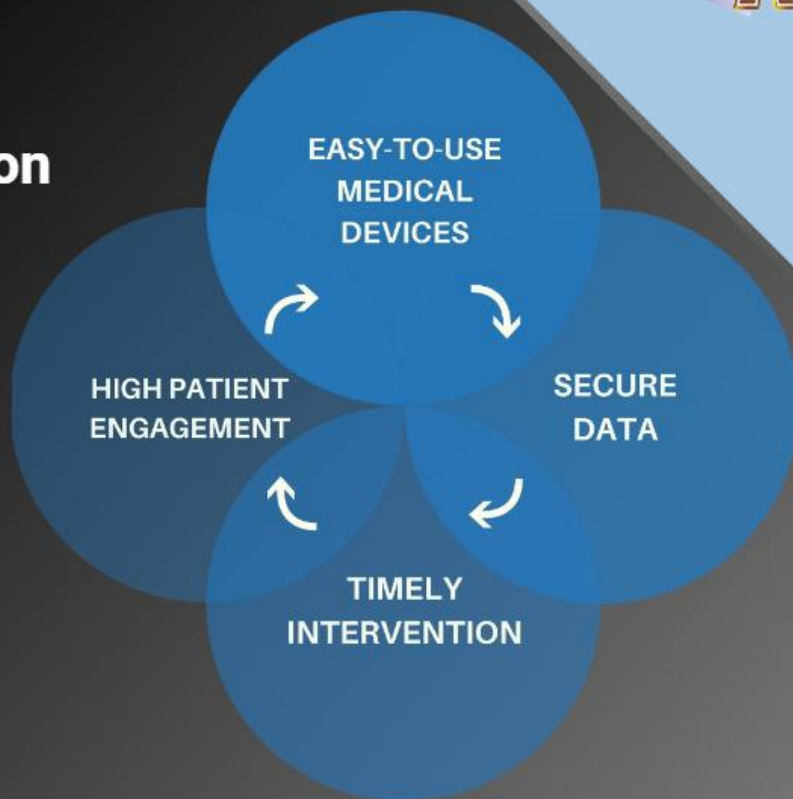 on
EASY-TO-USE
MEDICAL
DEVICES
HIGH PATIENT
ENGAGEMENT
SECURE
DATA
TIMELY
INTERVENTION